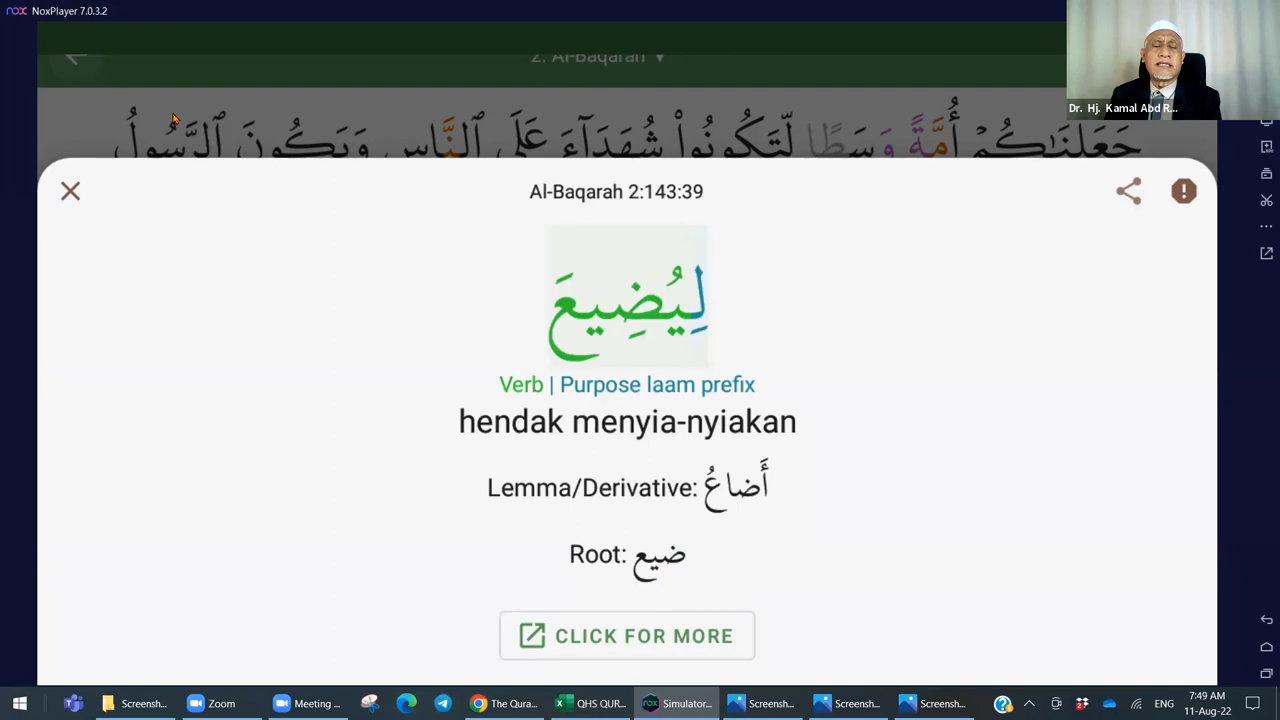 NoxPlayer 7.0.3.2
2. Al-Baqarah ▼
جَعَلْنَـٰكُمْ أُمَّةً وَسَطًا لِّتَكُونُوا۟ شُهَدَآءَ عَلَى ٱلنَّاسِ وَيَكُونَ ٱلرَّسُولُ
Dr. Hj. Kamal Abd R...
Al-Baqarah 2:143:39
لِيُضِيعَ
Verb | Purpose laam prefix
hendak menyia-nyiakan
Lemma/Derivative: أَضاعُ
Root: ضيع
CLICK FOR MORE
Screensh... Zoom Meeting ... The Qura... QHS QUR... Simulator... Screensh... Screensh... Screensh... ENG 7:49 AM
11-Aug-22